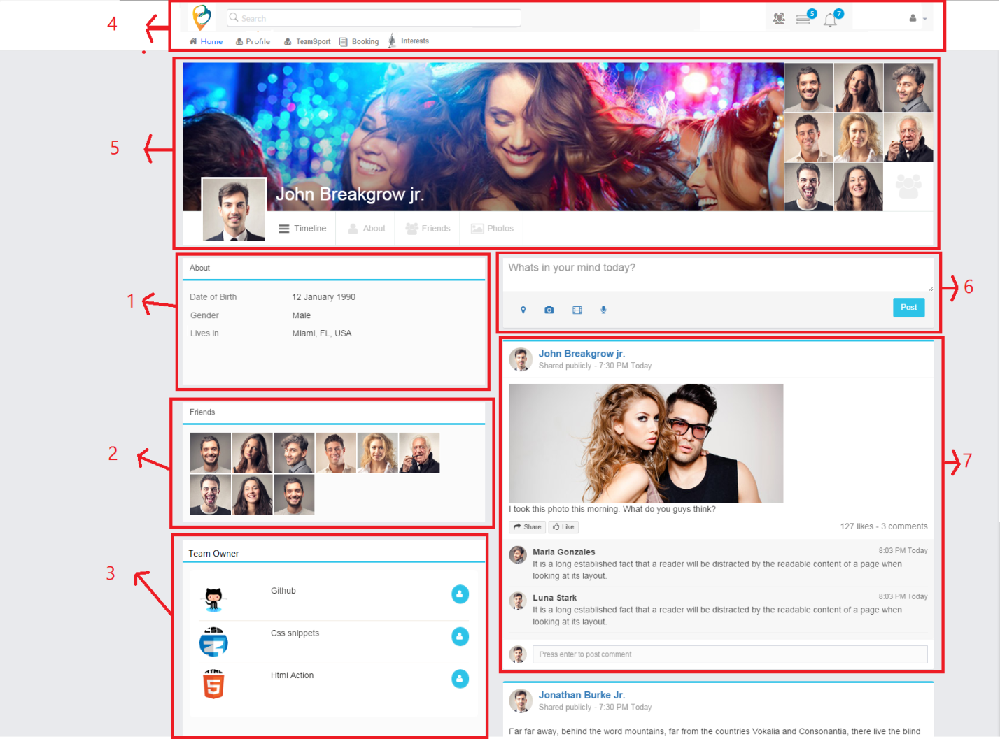 4
Search
5
7
Home Profile TeamSport Booking Interests
5
John Breakgrow jr.
Timeline About Friends Photos
1
About
Date of Birth 12 January 1990
Gender Male
Lives in Miami, FL, USA
2
Friends
3
Team Owner
Github
CSS
Css snippets
HTML
5
Html Action
6
Whats in your mind today?
Post
7
John Breakgrow jr.
Shared publicly - 7:30 PM Today
I took this photo this morning. What do you guys think?
Share Like 127 likes - 3 comments
Maria Gonzales 8:03 PM Today
It is a long established fact that a reader will be distracted by the readable content of a page when
looking at its layout.
Luna Stark 8:03 PM Today
It is a long established fact that a reader will be distracted by the readable content of a page when
looking at its layout.
Press enter to post comment
Jonathan Burke Jr.
Shared publicly - 7:30 PM Today
Far far away, behind the word mountains, far from the countries Vokalia and Consonantia, there live the blind